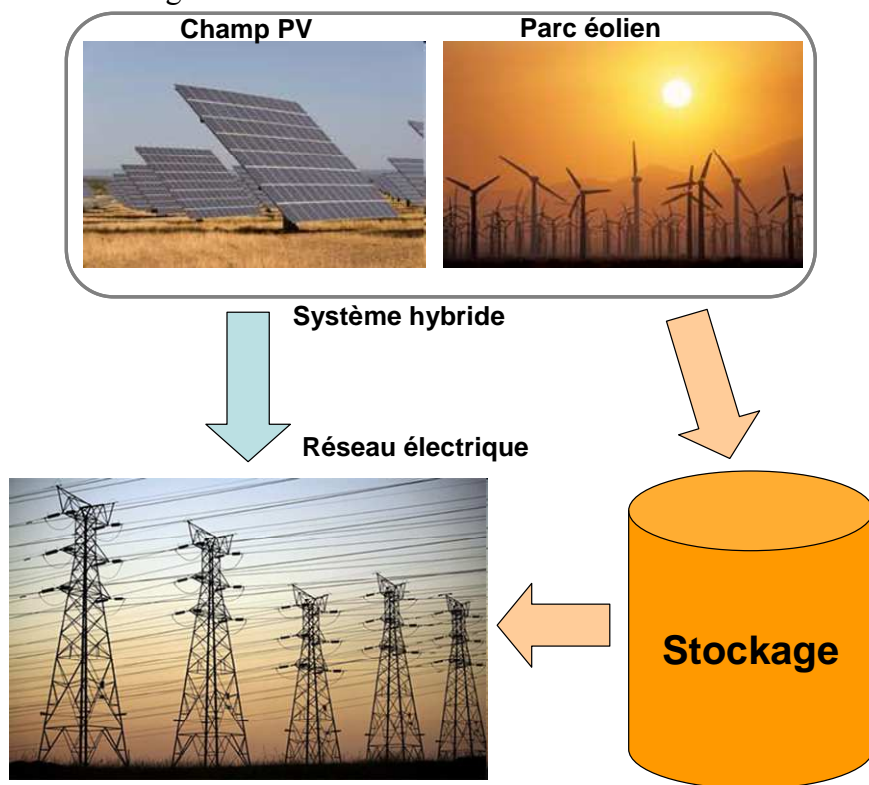 Champ PV
Parc éolien
Système hybride
Réseau électrique
Stockage